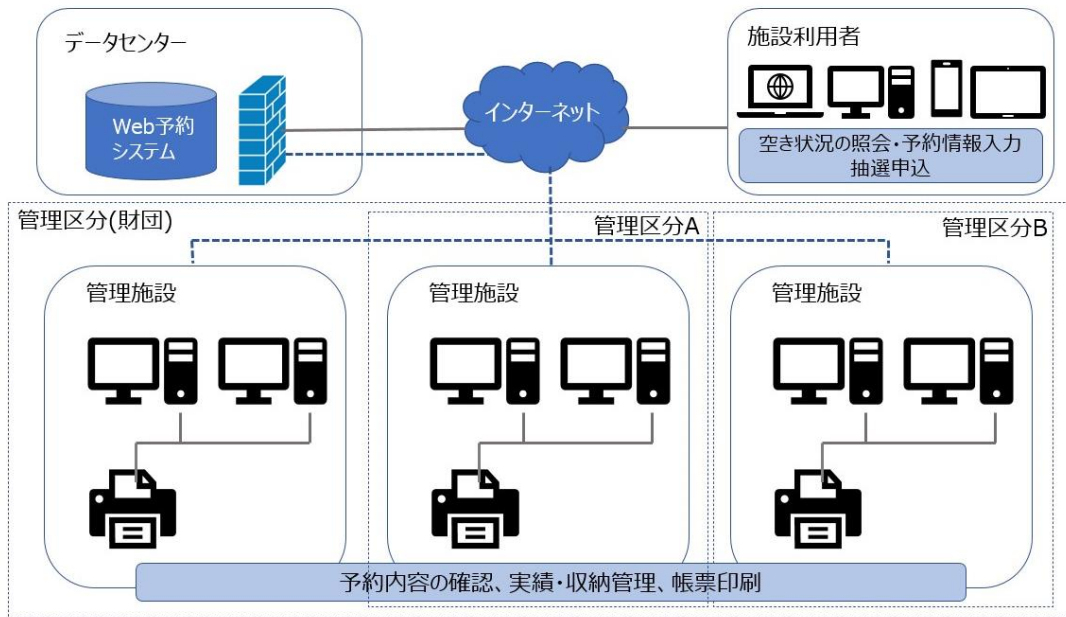 データセンター
Web予約
システム
インターネット
施設利用者
空き状況の照会・予約情報入力
抽選申込
管理区分(財団)
管理区分A
管理区分B
管理施設
管理施設
管理施設
予約内容の確認、実績・収納管理、帳票印刷